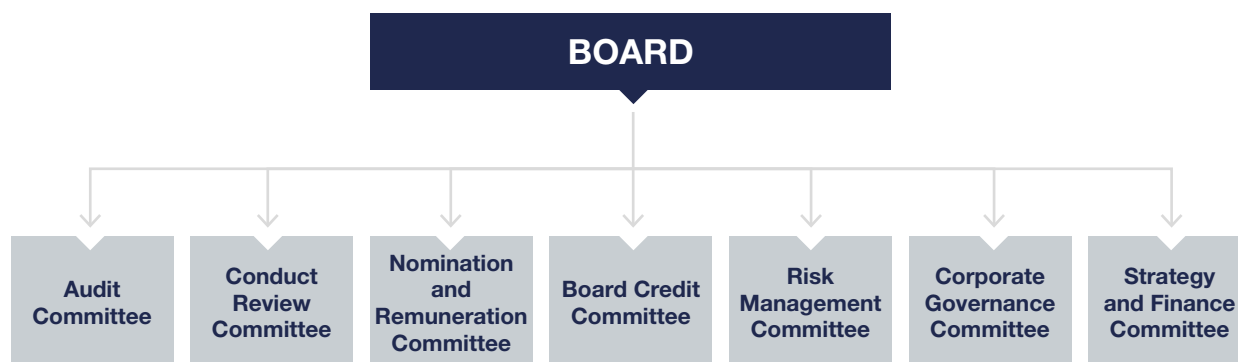 BOARD
Audit
Committee
Conduct
Review
Committee
Nomination
and
Remuneration
Committee
Board Credit
Committee
Risk
Management
Committee
Corporate
Governance
Committee
Strategy
and Finance
Committee